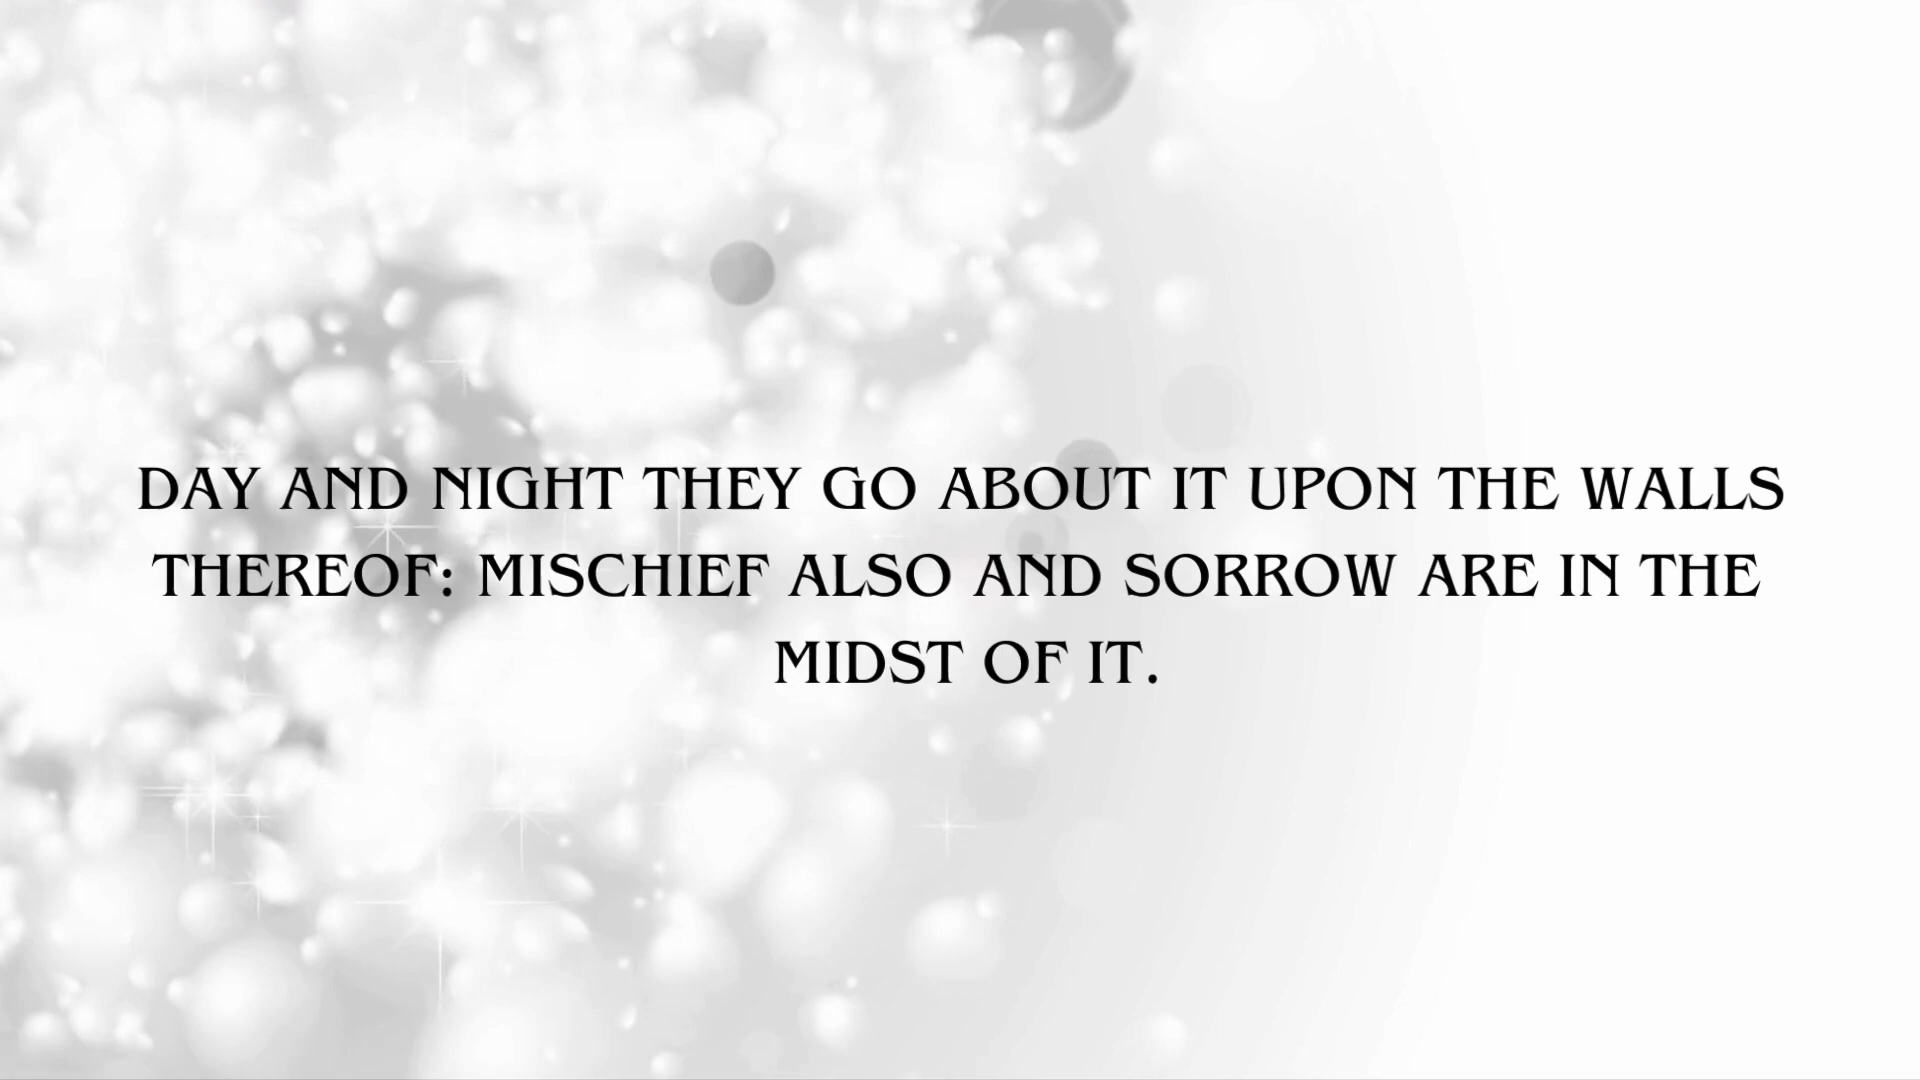 DAY AND NIGHT THEY GO ABOUT IT UPON THE WALLS
THEREOF: MISCHIEF ALSO AND SORROW ARE IN THE
MIDST OF IT.